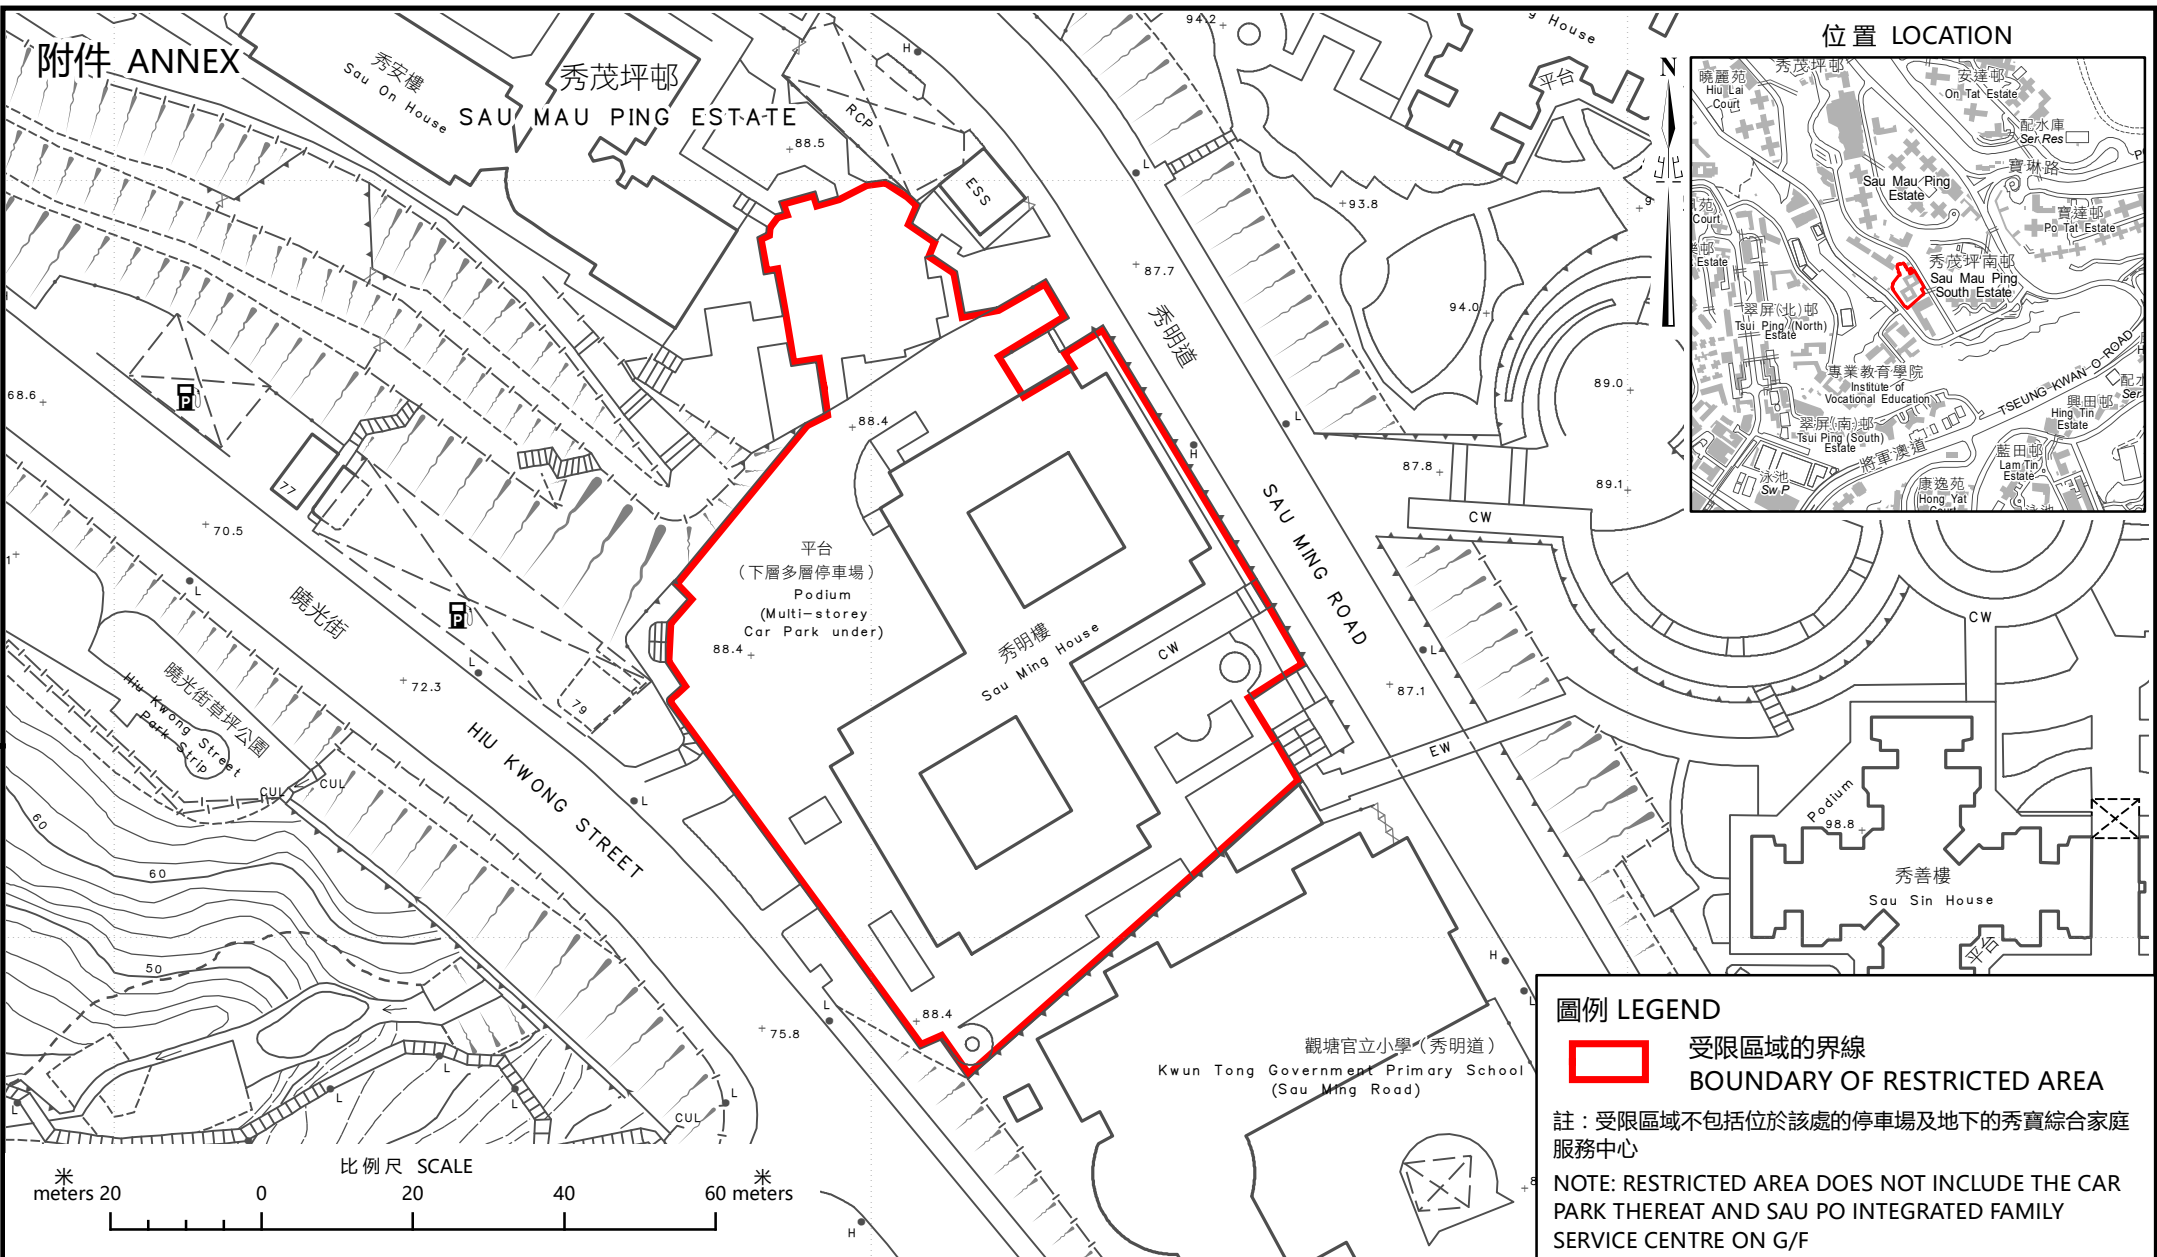 附件 ANNEX
秀安樓
Sau On House
秀茂坪邨
SAU MAU PING ESTATE
RCP
ESS
88.5
H
94.2
House
平台
L
93.8
87.7
94.0
89.0
87.8
89.1
88.4
秀明道
SAU MING ROAD
H
L
CW
CW
68.6
P
77
70.5
L
曉光街
P
L
79
72.3
HIU KWONG STREET
曉光街草坪公園
Hiu Kwong Street
Park Strip
CUL
CUL
60
60
50
平台
(下層多層停車場)
Podium
(Multi-storey
Car Park under)
88.4
秀明樓
Sau Ming House
CW
L
87.1
EW
L
Podium
98.8
秀善樓
Sau Sin House
平台
88.4
75.8
L
H
L
觀塘官立小學(秀明道)
Kwun Tong Government Primary School
(Sau Ming Road)
L
L
L
L
L
CUL
H
比例尺 SCALE
米
meters 20
0
20
40
米
60 meters
位置 LOCATION
N
曉麗苑
Hiu Lai
Court
秀茂坪邨
安達邨
On Tat Estate
配水庫
Ser Res
寶琳路
Sau Mau Ping
Estate
寶達邨
Po Tat Estate
Court
Estate
秀茂坪南邨
Sau Mau Ping
South Estate
翠屏(北)邨
Tsui Ping (North)
Estate
專業教育學院
Institute of
Vocational Education
TSEUNG KWAN O ROAD
將軍澳道
翠屏(南)邨
Tsui Ping (South)
Estate
泳池
Sw P
興田邨
Hing Tin
Estate
藍田邨
Lam Tin
Estate
康逸苑
Hong Yat
Court
配水
Ser
圖例 LEGEND
受限區域的界線
BOUNDARY OF RESTRICTED AREA
註：受限區域不包括位於該處的停車場及地下的秀寶綜合家庭
服務中心
NOTE: RESTRICTED AREA DOES NOT INCLUDE THE CAR
PARK THEREAT AND SAU PO INTEGRATED FAMILY
SERVICE CENTRE ON G/F